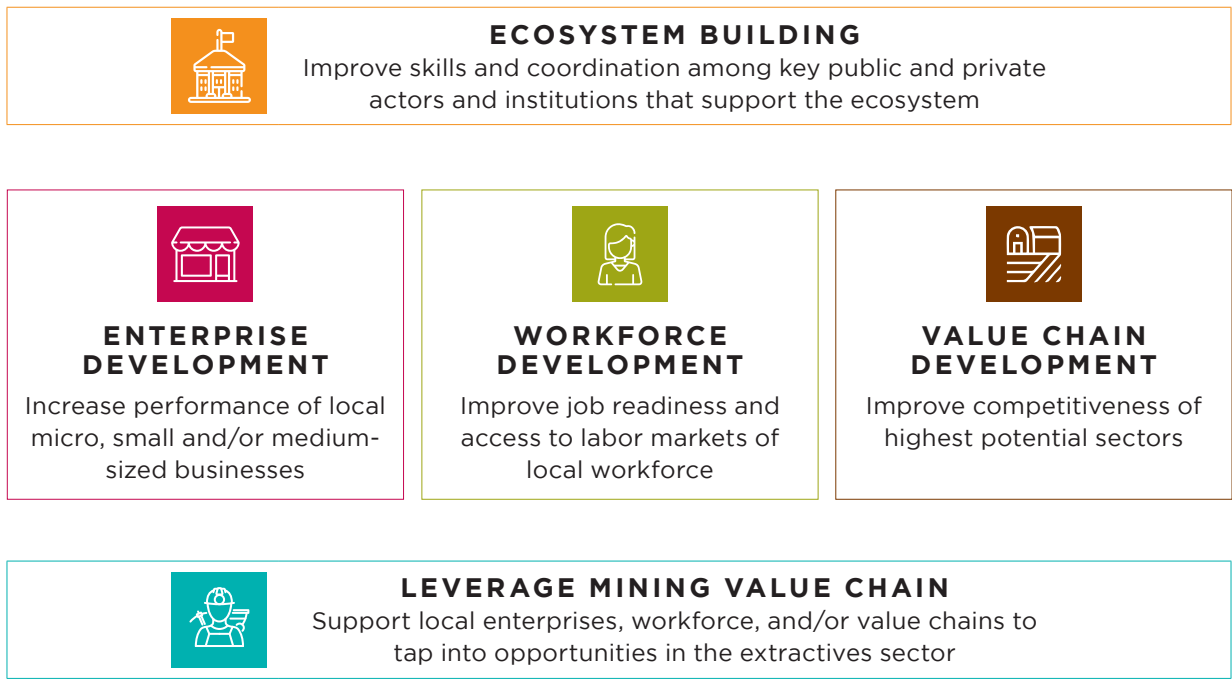 ECOSYSTEM BUILDING
Improve skills and coordination among key public and private
actors and institutions that support the ecosystem
ENTERPRISE
DEVELOPMENT
Increase performance of local
micro, small and/or medium-
sized businesses
WORKFORCE
DEVELOPMENT
Improve job readiness and
access to labor markets of
local workforce
VALUE CHAIN
DEVELOPMENT
Improve competitiveness of
highest potential sectors
LEVERAGE MINING VALUE CHAIN
Support local enterprises, workforce, and/or value chains to
tap into opportunities in the extractives sector